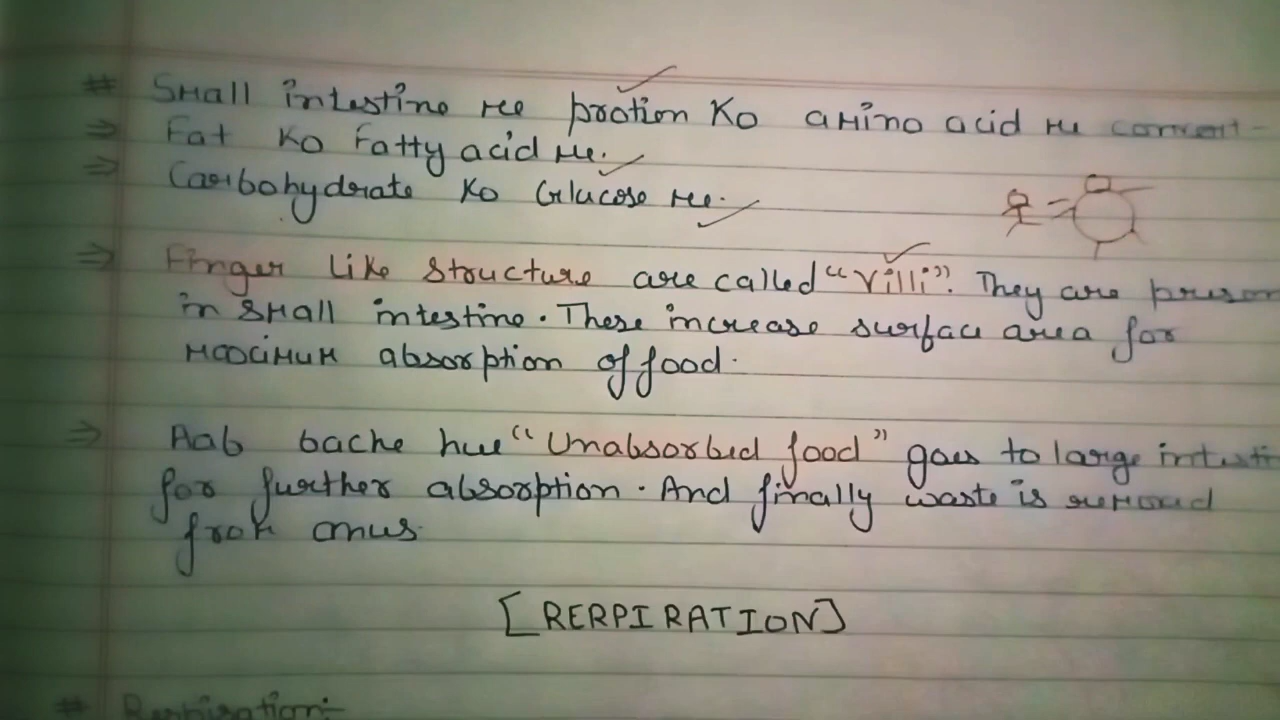 # Small intestine me protion Ko amino acid me convert-
⇒ Fat Ko Fatty acid me.
⇒ Carbohydrate Ko Glucose me.
⇒ Finger Like structure are called "Villi". They are presen
in small intestine. These increase surface area for
maximum absorption of food.
⇒ Aab bache hue "Unabsorbed food" goes to large intesti
for further absorption. And finally waste is removed
from anus.
[RERPIRATION]
# Respiration:-